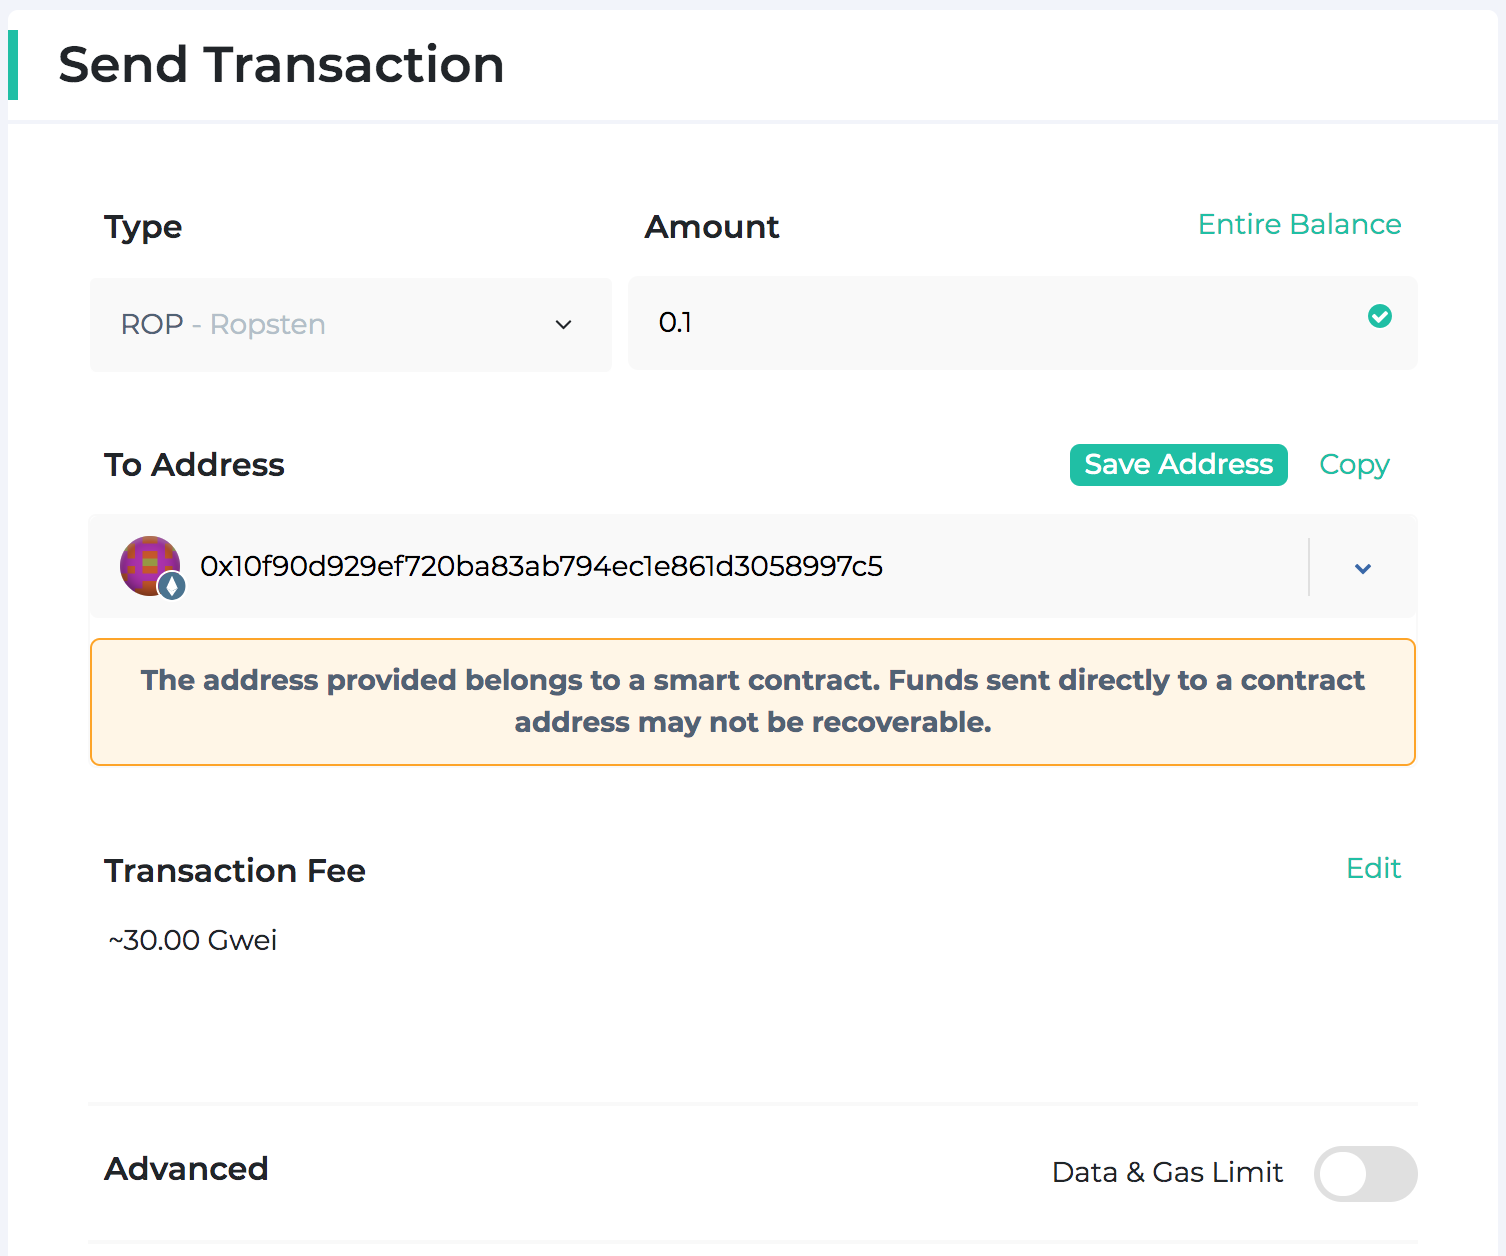 Send Transaction
Type
Amount
Entire Balance
ROP - Ropsten
0.1
To Address
Save Address
Copy
0x10f90d929ef720ba83ab794ec1e861d3058997c5
The address provided belongs to a smart contract. Funds sent directly to a contract
address may not be recoverable.
Transaction Fee
Edit
~30.00 Gwei
Advanced
Data & Gas Limit